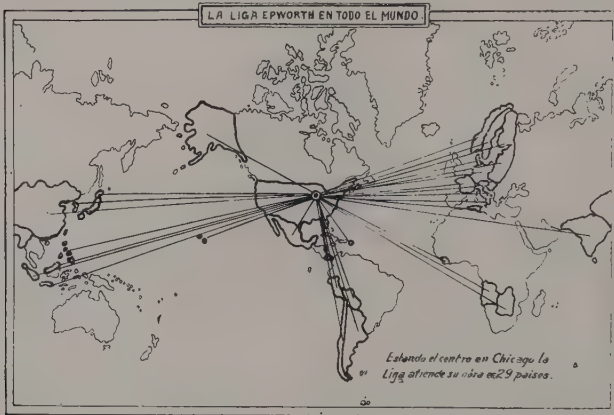 LA LIGA EPWORTH EN TODO EL MUNDO.
Estando el centro en Chicago la
Liga atiende su obra en 29 paises.